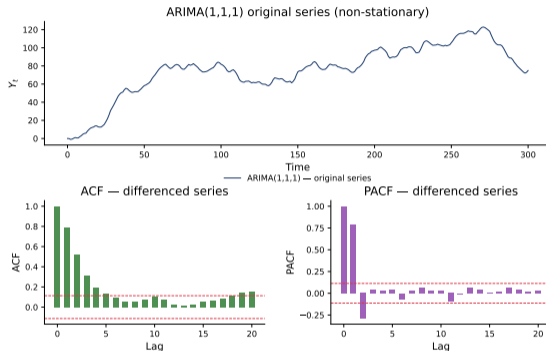 ARIMA(1,1,1) original series (non-stationary)
120
100
80
60
40
20
0
Y_t
0 50 100 150 200 250 300
Time
ARIMA(1,1,1) — original series
ACF — differenced series
1.0
0.8
0.6
0.4
0.2
0.0
ACF
0 5 10 15 20
Lag
PACF — differenced series
1.00
0.75
0.50
0.25
0.00
−0.25
PACF
0 5 10 15 20
Lag